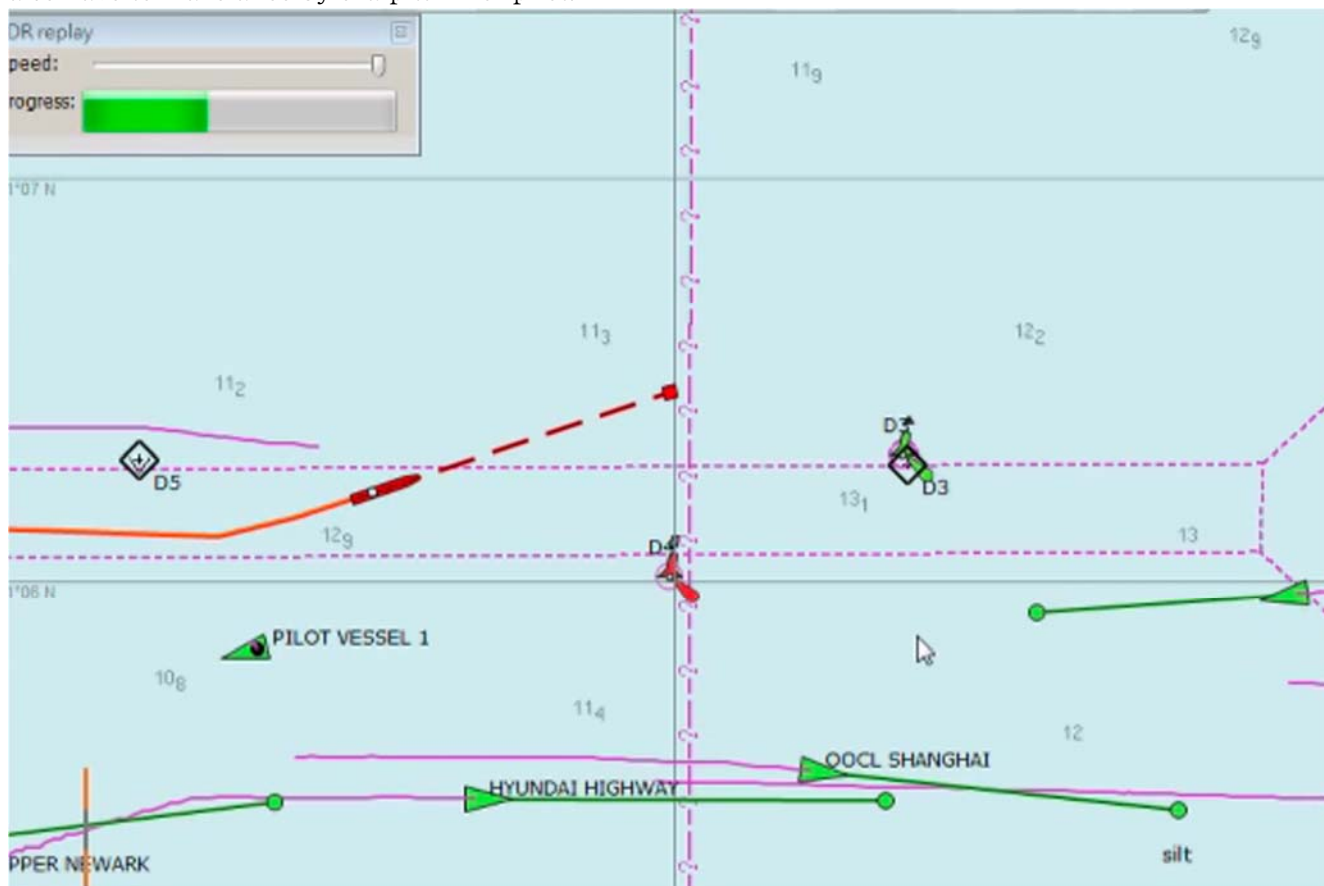 DR replay
peed:
rogress:
12₉
11₉
1°07 N
11₃
12₂
11₂
D3
D5
D3
13₁
12₉
D4
13
1°06 N
PILOT VESSEL 1
10₈
11₄
12
OOCL SHANGHAI
HYUNDAI HIGHWAY
silt
PPER NEWARK